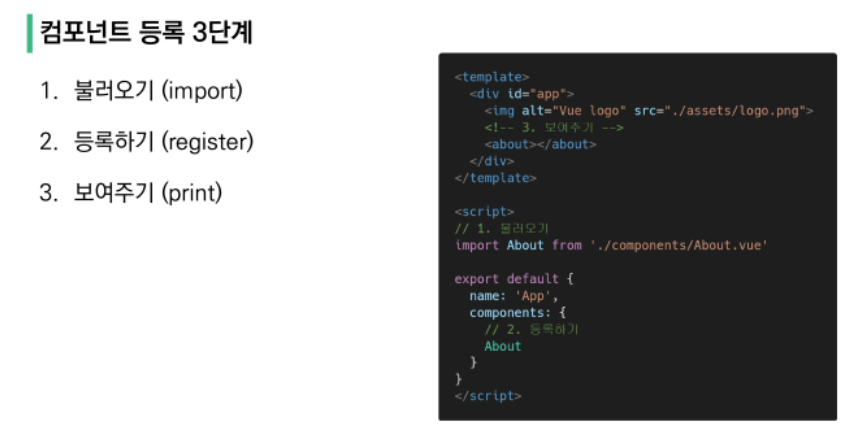 컴포넌트 등록 3단계
1. 불러오기 (import)
2. 등록하기 (register)
3. 보여주기 (print)
<template>
  <div id="app">
    <img alt="Vue logo" src="./assets/logo.png">
    <!-- 3. 보여주기 -->
    <about></about>
  </div>
</template>

<script>
// 1. 불러오기
import About from './components/About.vue'

export default {
  name: 'App',
  components: {
    // 2. 등록하기
    About
  }
}
</script>